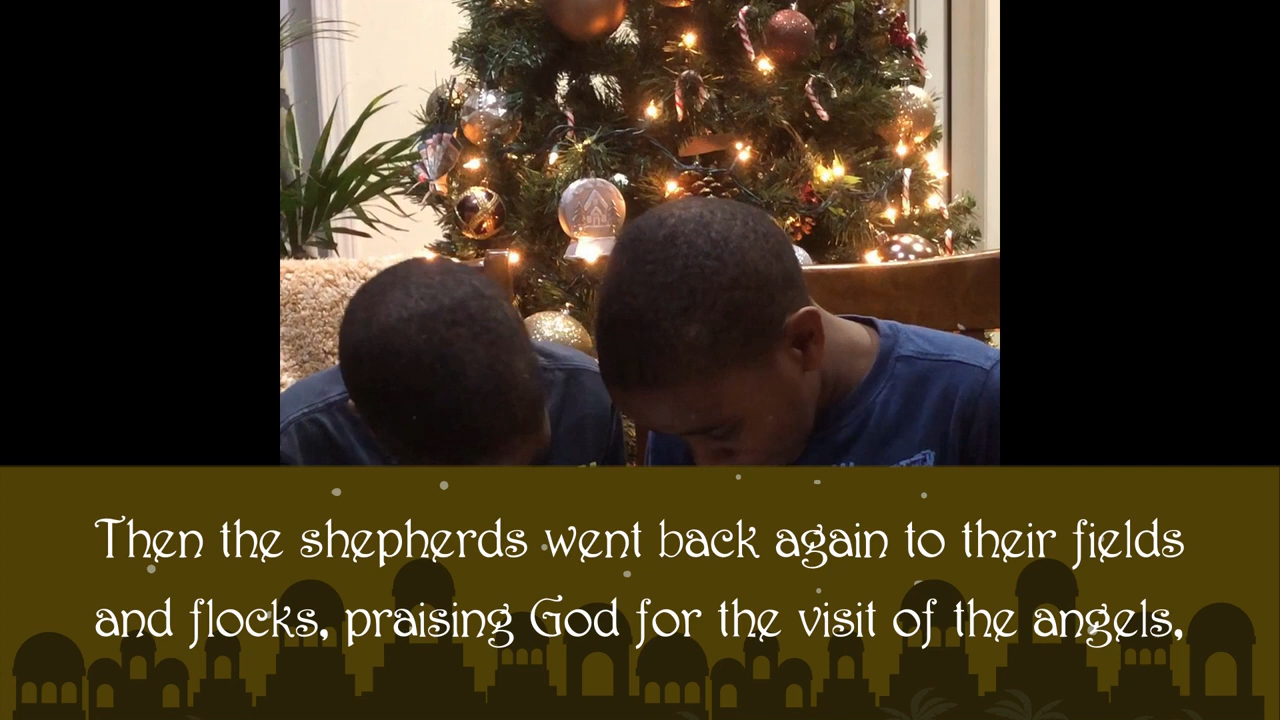 Then the shepherds went back again to their fields
and flocks, praising God for the visit of the angels,